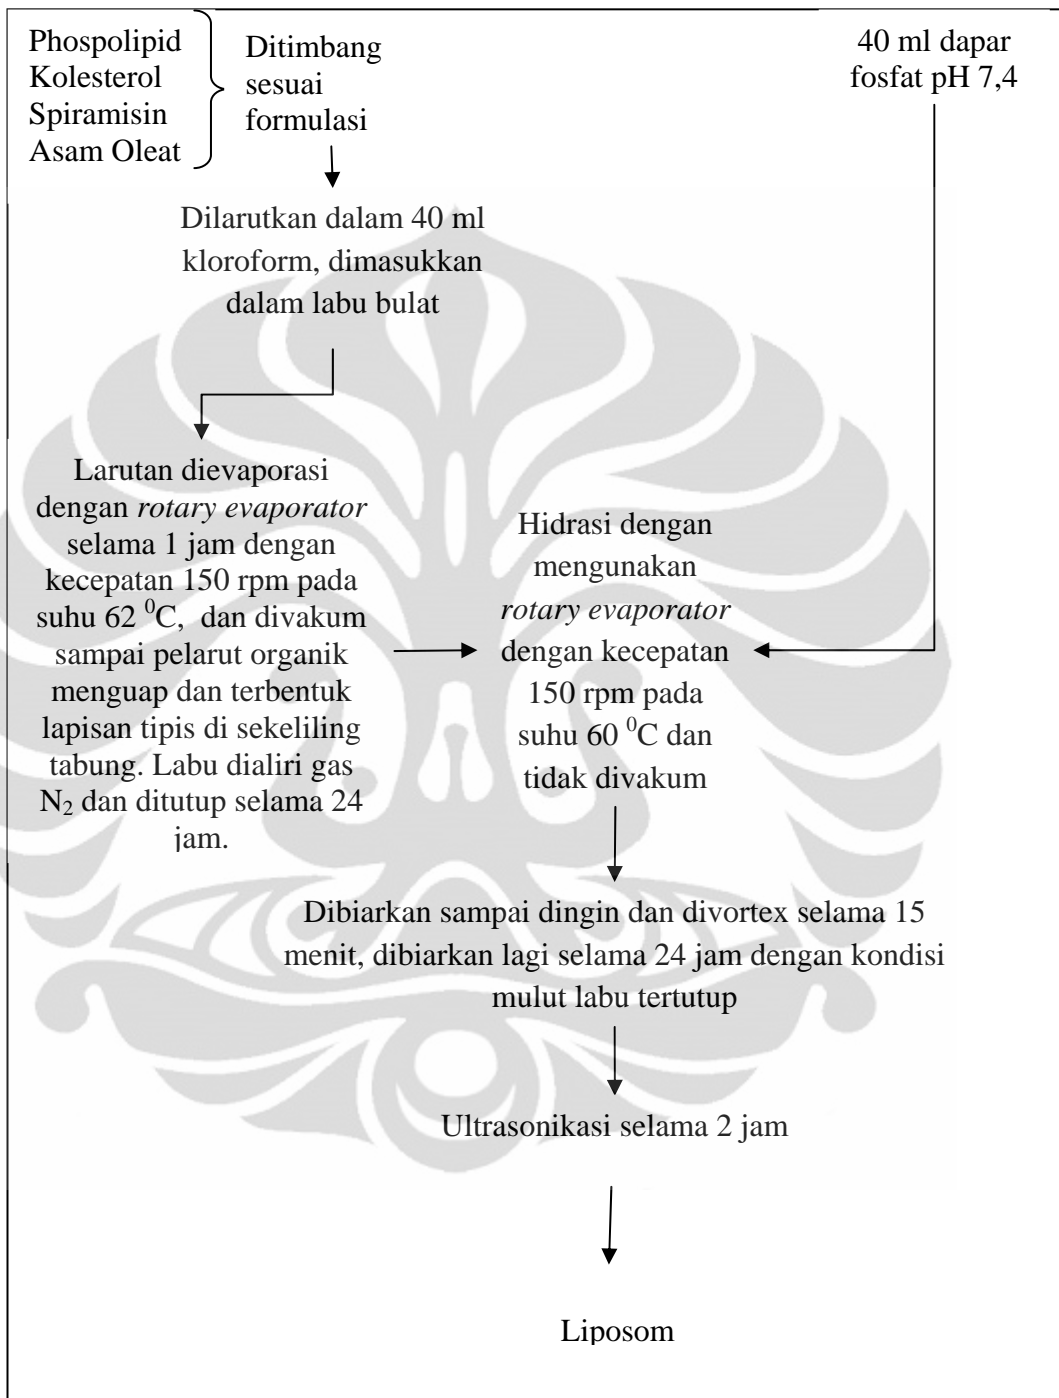 Phospolipid
Kolesterol
Spiramisin
Asam Oleat
Ditimbang
sesuai
formulasi
40 ml dapar
fosfat pH 7,4
Dilarutkan dalam 40 ml
kloroform, dimasukkan
dalam labu bulat
Larutan dievaporasi
dengan rotary evaporator
selama 1 jam dengan
kecepatan 150 rpm pada
suhu 62 ⁰C,  dan divakum
sampai pelarut organik
menguap dan terbentuk
lapisan tipis di sekeliling
tabung. Labu dialiri gas
N₂ dan ditutup selama 24
jam.
Hidrasi dengan
mengunakan
rotary evaporator
dengan kecepatan
150 rpm pada
suhu 60 ⁰C dan
tidak divakum
Dibiarkan sampai dingin dan divortex selama 15
menit, dibiarkan lagi selama 24 jam dengan kondisi
mulut labu tertutup
Ultrasonikasi selama 2 jam
Liposom